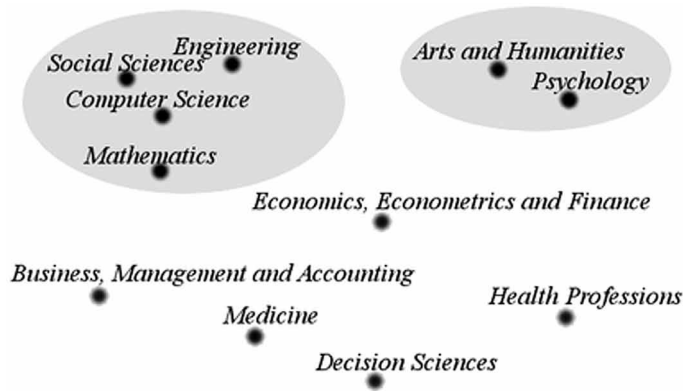 Engineering
Social Sciences
Computer Science
Mathematics
Arts and Humanities
Psychology
Economics, Econometrics and Finance
Business, Management and Accounting
Medicine
Health Professions
Decision Sciences